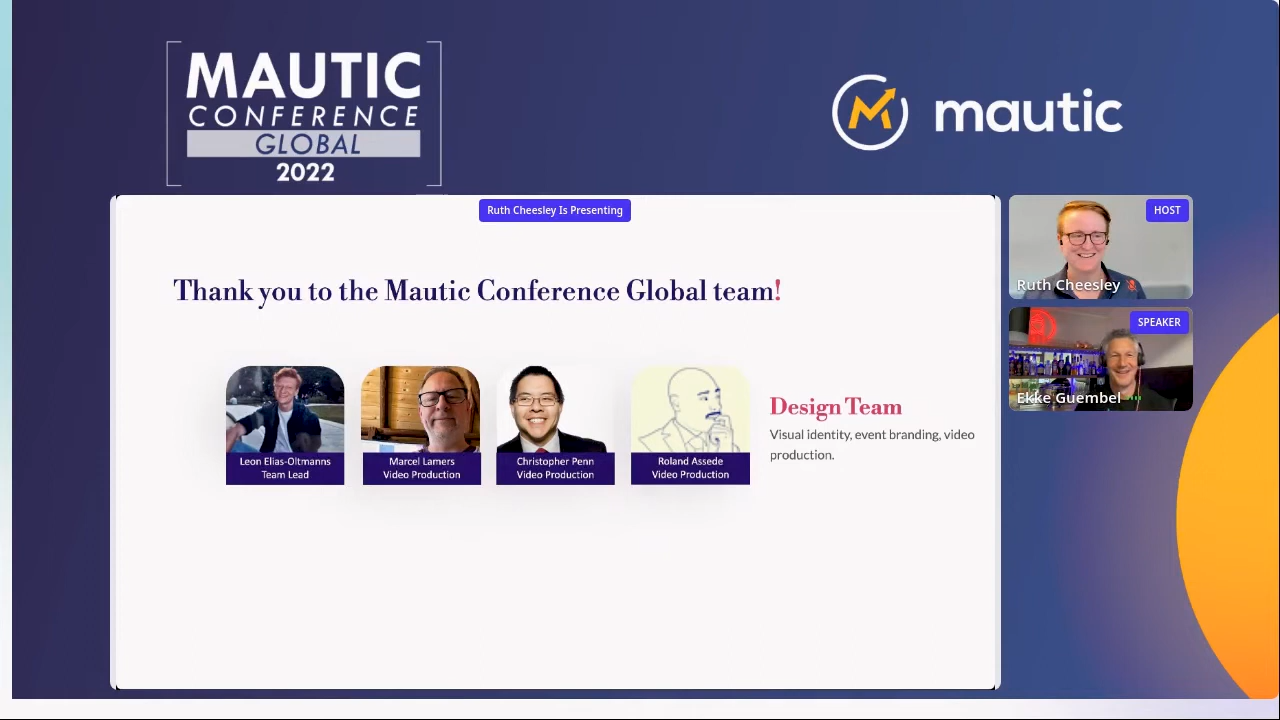 MAUTIC
CONFERENCE
GLOBAL
2022
mautic
Ruth Cheesley Is Presenting
HOST
Ruth Cheesley
SPEAKER
Ekke Guembel
Thank you to the Mautic Conference Global team!
Leon Elias-Oltmanns
Team Lead
Marcel Lamers
Video Production
Christopher Penn
Video Production
Roland Assede
Video Production
Design Team
Visual identity, event branding, video
production.